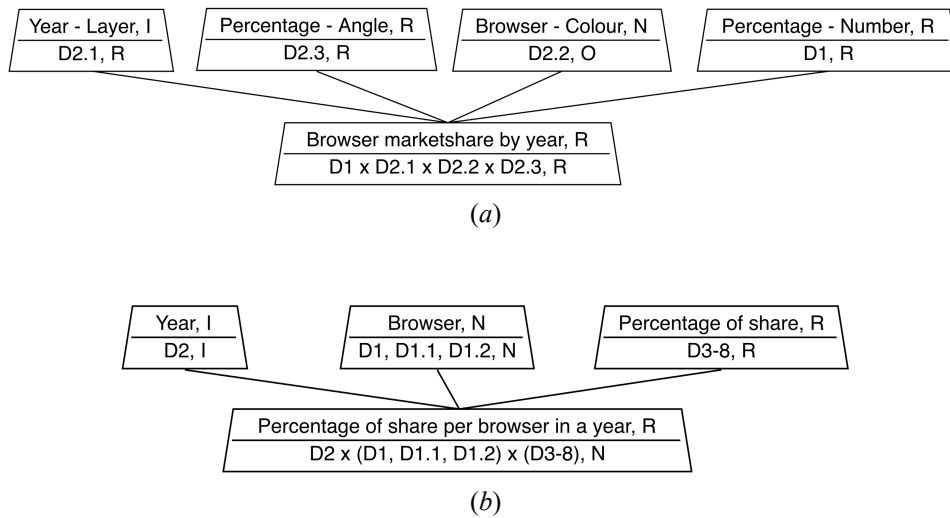 Year - Layer, I
D2.1, R
Percentage - Angle, R
D2.3, R
Browser - Colour, N
D2.2, O
Percentage - Number, R
D1, R
Browser marketshare by year, R
D1 x D2.1 x D2.2 x D2.3, R
(a)
Year, I
D2, I
Browser, N
D1, D1.1, D1.2, N
Percentage of share, R
D3-8, R
Percentage of share per browser in a year, R
D2 x (D1, D1.1, D1.2) x (D3-8), N
(b)